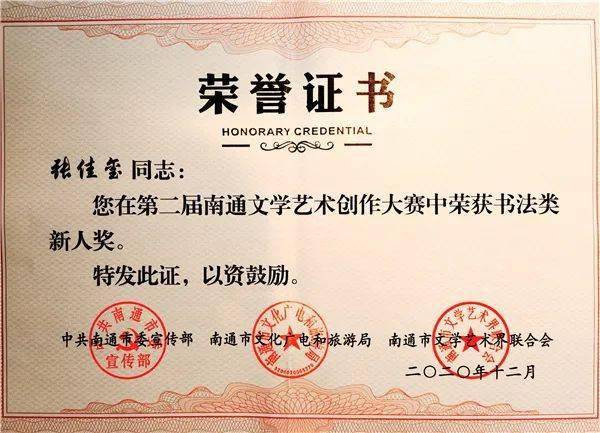 荣誉证书
HONORARY CREDENTIAL
张佳玺 同志：
您在第二届南通文学艺术创作大赛中荣获书法类
新人奖。
特发此证，以资鼓励。
中共南通市委宣传部 南通市文化广电和旅游局 南通市文学艺术界联合会
宣传部
二〇二〇年十二月